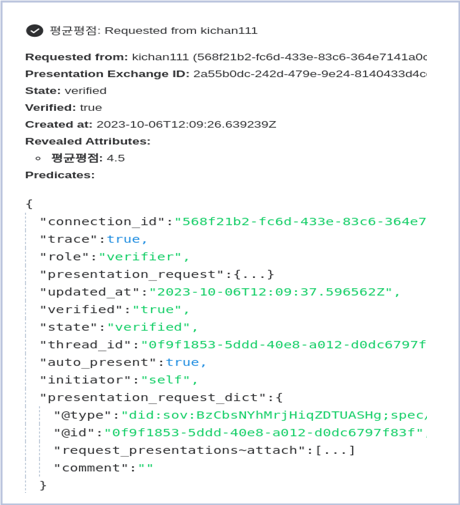 평균평점: Requested from kichan111
Requested from: kichan111 (568f21b2-fc6d-433e-83c6-364e7141a0c
Presentation Exchange ID: 2a55b0dc-242d-479e-9e24-8140433d4c
State: verified
Verified: true
Created at: 2023-10-06T12:09:26.639239Z
Revealed Attributes:
평균평점: 4.5
Predicates:
{
"connection_id":"568f21b2-fc6d-433e-83c6-364e7
"trace":true,
"role":"verifier",
"presentation_request":{...}
"updated_at":"2023-10-06T12:09:37.596562Z",
"verified":"true",
"state":"verified",
"thread_id":"0f9f1853-5ddd-40e8-a012-d0dc6797f
"auto_present":true,
"initiator":"self",
"presentation_request_dict":{
"@type":"did:sov:BzCbsNYhMrjHiqZDTUASHg;spec/
"@id":"0f9f1853-5ddd-40e8-a012-d0dc6797f83f"
"request_presentations~attach":[...]
"comment":""
}